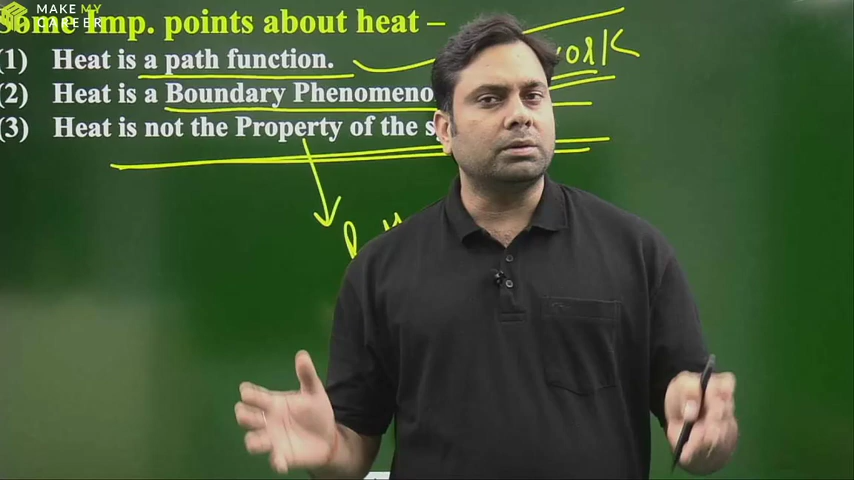 MAKE MY
CAREER
Some Imp. points about heat –
(1) Heat is a path function.
work
(2) Heat is a Boundary Phenomeno
(3) Heat is not the Property of the s